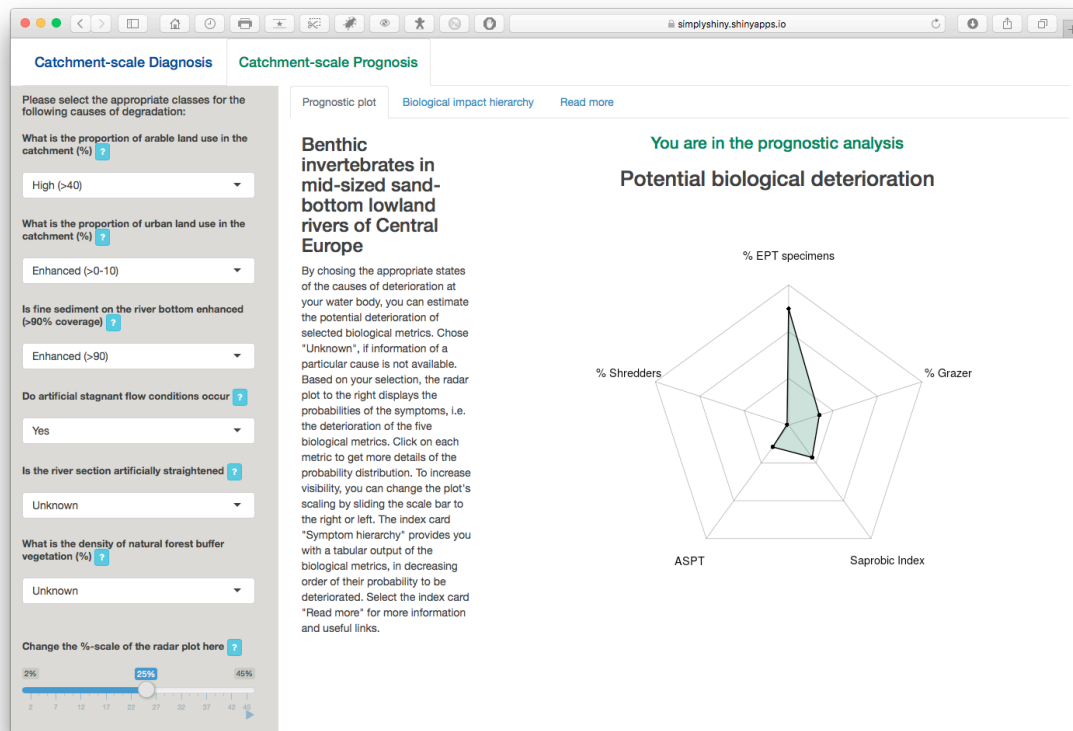 simplyshiny.shinyapps.io
Catchment-scale Diagnosis
Catchment-scale Prognosis
Please select the appropriate classes for the
following causes of degradation:
What is the proportion of arable land use in the
catchment (%) ?
High (>40)
What is the proportion of urban land use in the
catchment (%) ?
Enhanced (>0-10)
Is fine sediment on the river bottom enhanced
(>90% coverage) ?
Enhanced (>90)
Do artificial stagnant flow conditions occur ?
Yes
Is the river section artificially straightened ?
Unknown
What is the density of natural forest buffer
vegetation (%) ?
Unknown
Change the %-scale of the radar plot here ?
2% 25% 45%
2 7 12 17 22 27 32 37 42 45
Prognostic plot
Biological impact hierarchy
Read more
Benthic
invertebrates in
mid-sized sand-
bottom lowland
rivers of Central
Europe
By chosing the appropriate states
of the causes of deterioration at
your water body, you can estimate
the potential deterioration of
selected biological metrics. Chose
"Unknown", if information of a
particular cause is not available.
Based on your selection, the radar
plot to the right displays the
probabilities of the symptoms, i.e.
the deterioration of the five
biological metrics. Click on each
metric to get more details of the
probability distribution. To increase
visibility, you can change the plot's
scaling by sliding the scale bar to
the right or left. The index card
"Symptom hierarchy" provides you
with a tabular output of the
biological metrics, in decreasing
order of their probability to be
deteriorated. Select the index card
"Read more" for more information
and useful links.
You are in the prognostic analysis
Potential biological deterioration
% EPT specimens
% Shredders
% Grazer
ASPT
Saprobic Index